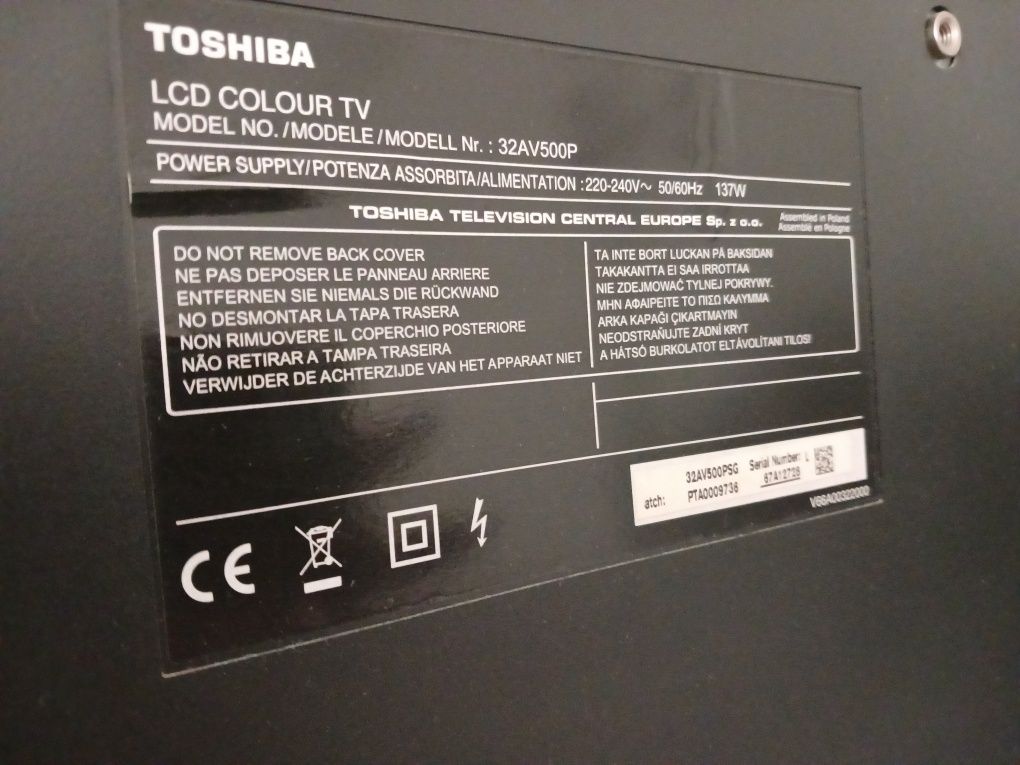 TOSHIBA
LCD COLOUR TV
MODEL NO./MODELE/MODELL Nr. : 32AV500P
POWER SUPPLY/POTENZA ASSORBITA/ALIMENTATION : 220-240V~ 50/60Hz 137W
TOSHIBA TELEVISION CENTRAL EUROPE Sp. z o.o.
Assembled in Poland
Assemblé en Pologne
DO NOT REMOVE BACK COVER
NE PAS DEPOSER LE PANNEAU ARRIERE
ENTFERNEN SIE NIEMALS DIE RÜCKWAND
NO DESMONTAR LA TAPA TRASERA
NON RIMUOVERE IL COPERCHIO POSTERIORE
NÃO RETIRAR A TAMPA TRASEIRA
VERWIJDER DE ACHTERZIJDE VAN HET APPARAAT NIET
TA INTE BORT LUCKAN PÅ BAKSIDAN
TAKAKANTTA EI SAA IRROTTAA
NIE ZDEJMOWAĆ TYLNEJ POKRYWY.
ΜΗΝ ΑΦΑΙΡΕΙΤΕ ΤΟ ΠΙΣΩ ΚΑΛΥΜΜΑ
ARKA KAPAĞI ÇIKARTMAYIN
NEODSTRAŇUJTE ZADNÍ KRYT
A HÁTSÓ BURKOLATOT ELTÁVOLÍTANI TILOS!
32AV500PSG Serial Number: L
atch: PTA0009736 67A12728
V66A00322000
CE